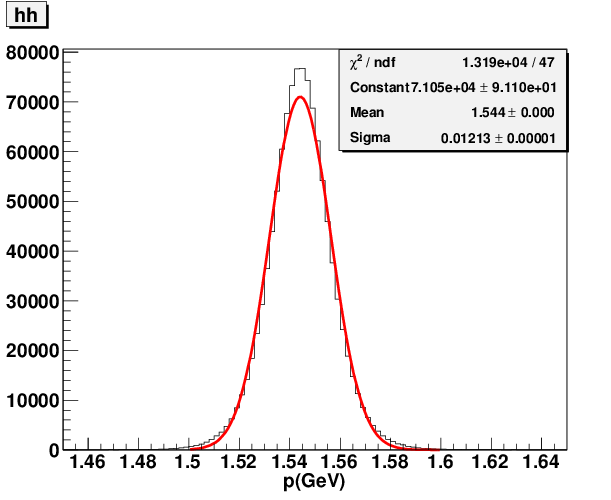 hh
χ² / ndf 1.319e+04 / 47
Constant 7.105e+04 ± 9.110e+01
Mean 1.544 ± 0.000
Sigma 0.01213 ± 0.00001
80000
70000
60000
50000
40000
30000
20000
10000
0
1.46 1.48 1.5 1.52 1.54 1.56 1.58 1.6 1.62 1.64
p(GeV)